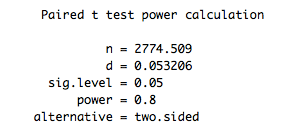 Paired t test power calculation
n = 2774.509
d = 0.053206
sig.level = 0.05
power = 0.8
alternative = two.sided